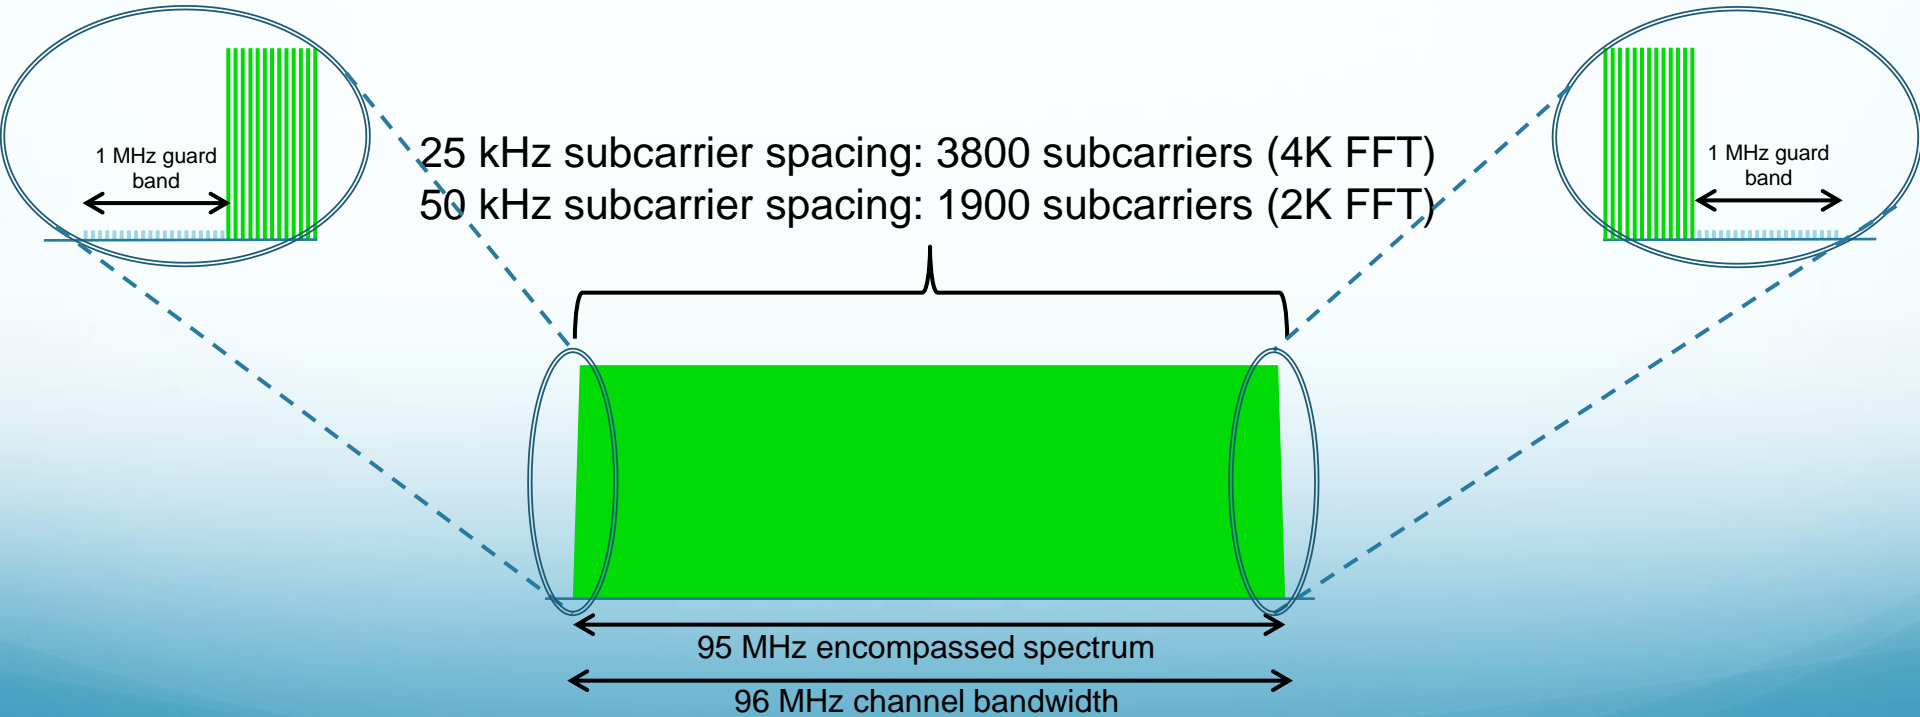 1 MHz guard
band
25 kHz subcarrier spacing: 3800 subcarriers (4K FFT)
50 kHz subcarrier spacing: 1900 subcarriers (2K FFT)
1 MHz guard
band
95 MHz encompassed spectrum
96 MHz channel bandwidth